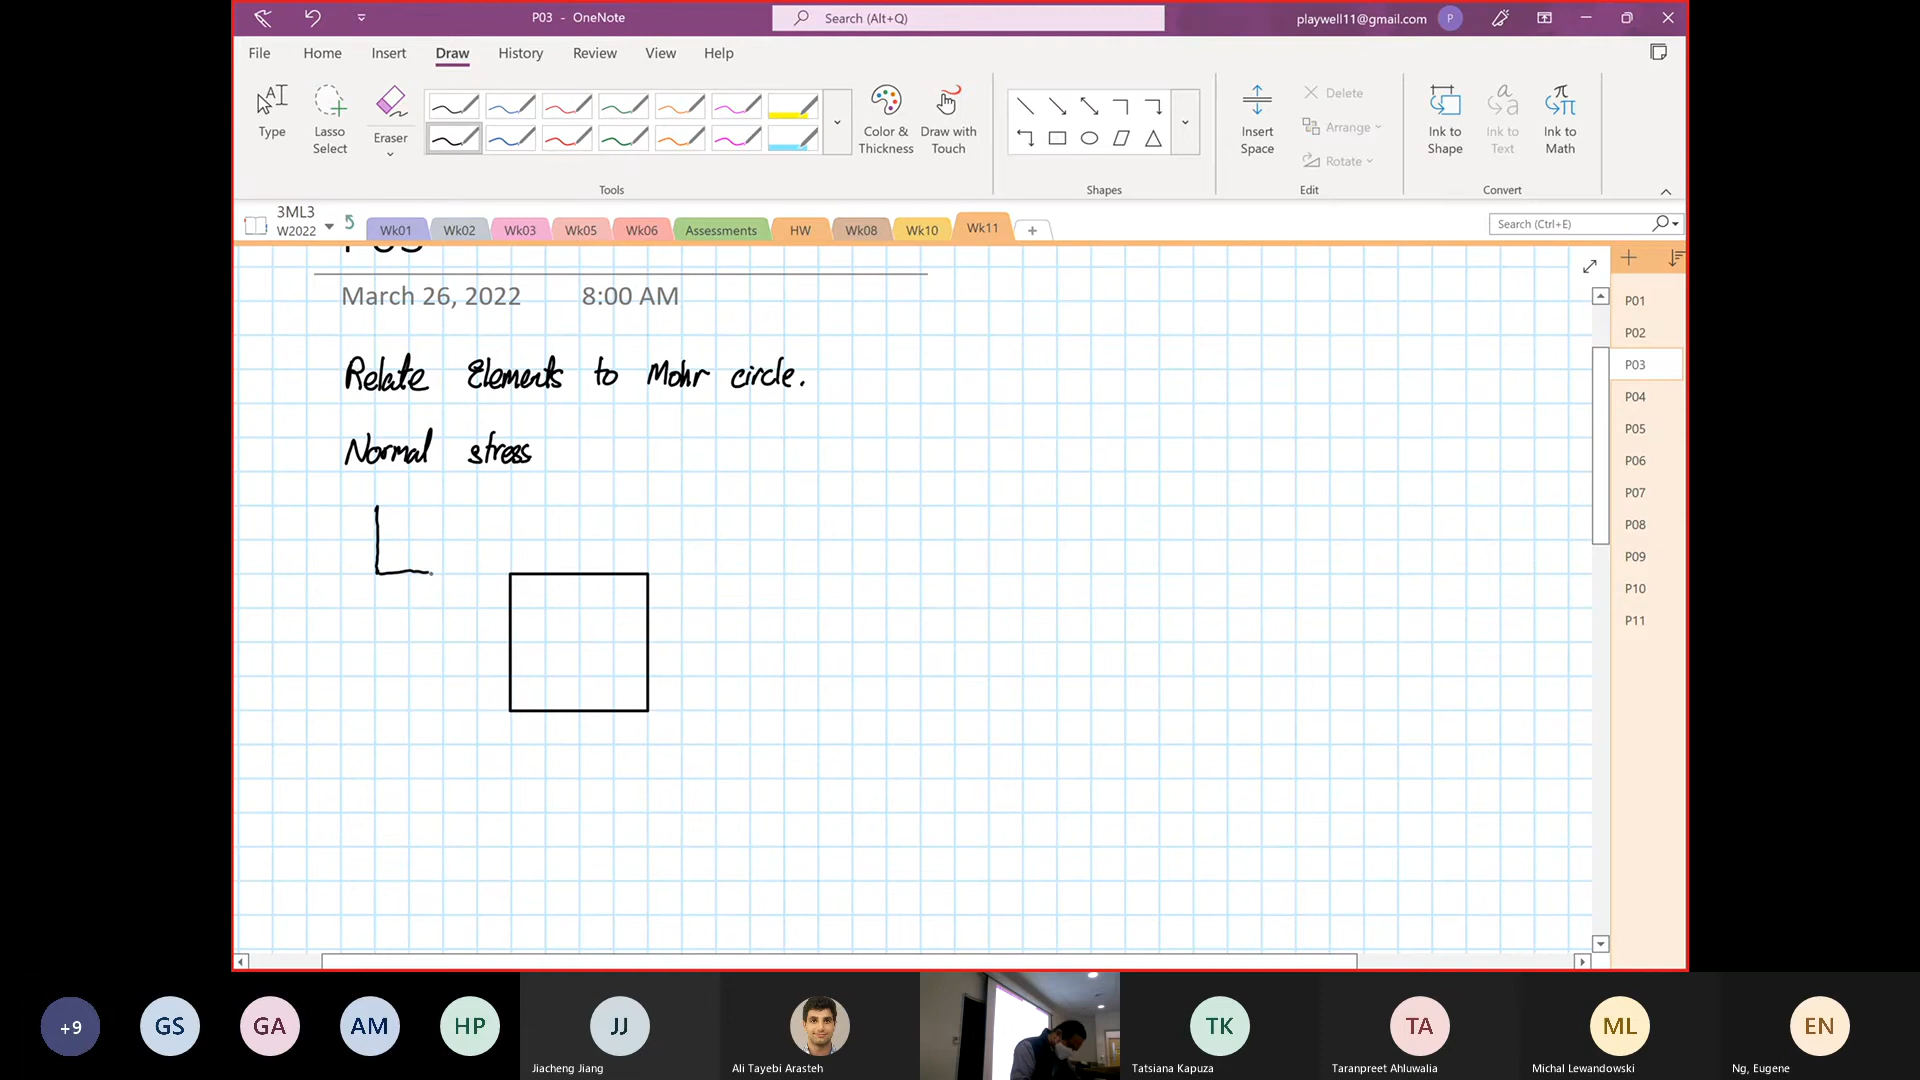 P03 - OneNote
Search (Alt+Q)
playwell11@gmail.com
P
File Home Insert Draw History Review View Help
Type
Lasso Select
Eraser
Color & Thickness
Draw with Touch
Insert Space
Delete
Arrange
Rotate
Ink to Shape
Ink to Text
Ink to Math
Tools
Shapes
Edit
Convert
3ML3
W2022
Wk01 Wk02 Wk03 Wk05 Wk06 Assessments HW Wk08 Wk10 Wk11
Search (Ctrl+E)
P03
March 26, 2022 8:00 AM
Relate Elements to Mohr circle.
Normal stress
P01
P02
P03
P04
P05
P06
P07
P08
P09
P10
P11
+9 GS GA AM HP JJ TK TA ML EN
Jiacheng Jiang
Ali Tayebi Arasteh
Tatsiana Kapuza
Taranpreet Ahluwalia
Michal Lewandowski
Ng, Eugene